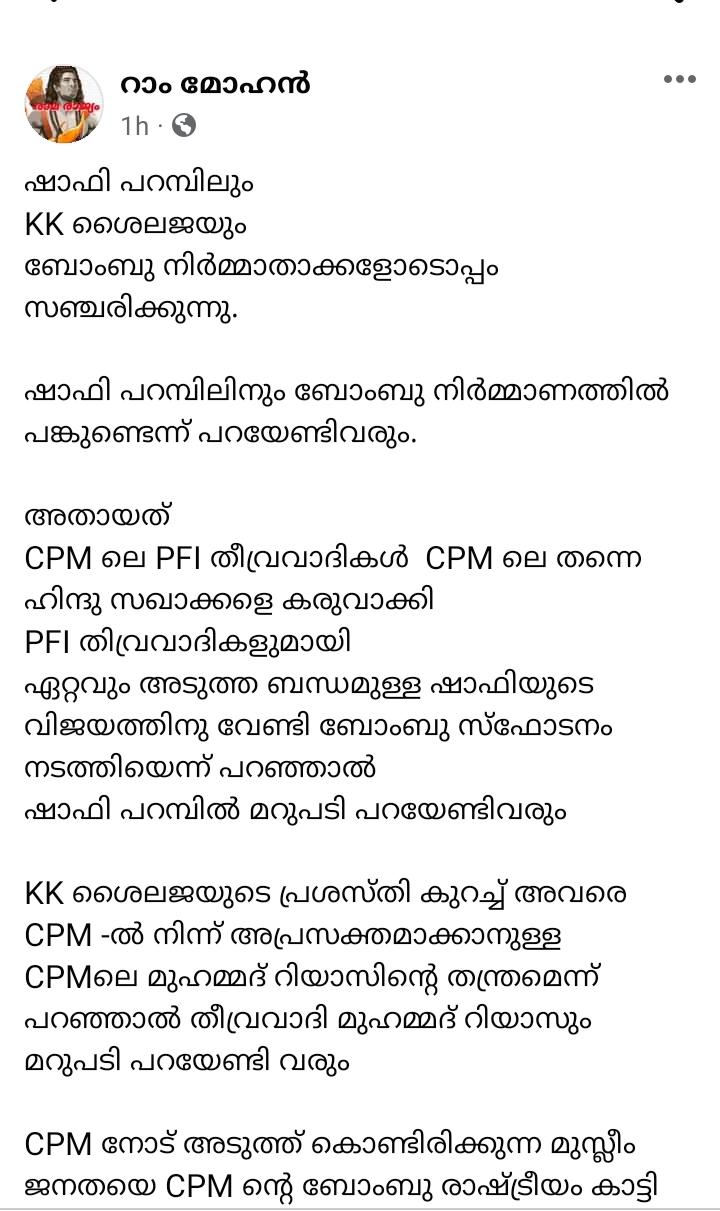 റാം മോഹൻ
രാമ രാജ്യം
1h ·
ഷാഫി പറമ്പിലും
KK ശൈലജയും
ബോംബു നിർമ്മാതാക്കളോടൊപ്പം
സഞ്ചരിക്കുന്നു.
ഷാഫി പറമ്പിലിനും ബോംബു നിർമ്മാണത്തിൽ
പങ്കുണ്ടെന്ന് പറയേണ്ടിവരും.
അതായത്
CPM ലെ PFI തീവ്രവാദികൾ CPM ലെ തന്നെ
ഹിന്ദു സഖാക്കളെ കരുവാക്കി
PFI തിവ്രവാദികളുമായി
ഏറ്റവും അടുത്ത ബന്ധമുള്ള ഷാഫിയുടെ
വിജയത്തിനു വേണ്ടി ബോംബു സ്ഫോടനം
നടത്തിയെന്ന് പറഞ്ഞാൽ
ഷാഫി പറമ്പിൽ മറുപടി പറയേണ്ടിവരും
KK ശൈലജയുടെ പ്രശസ്തി കുറച്ച് അവരെ
CPM -ൽ നിന്ന് അപ്രസക്തമാക്കാനുള്ള
CPMലെ മുഹമ്മദ് റിയാസിന്റെ തന്ത്രമെന്ന്
പറഞ്ഞാൽ തീവ്രവാദി മുഹമ്മദ് റിയാസും
മറുപടി പറയേണ്ടി വരും
CPM നോട് അടുത്ത് കൊണ്ടിരിക്കുന്ന മുസ്ലീം
ജനതയെ CPM ന്റെ ബോംബു രാഷ്ട്രീയം കാട്ടി